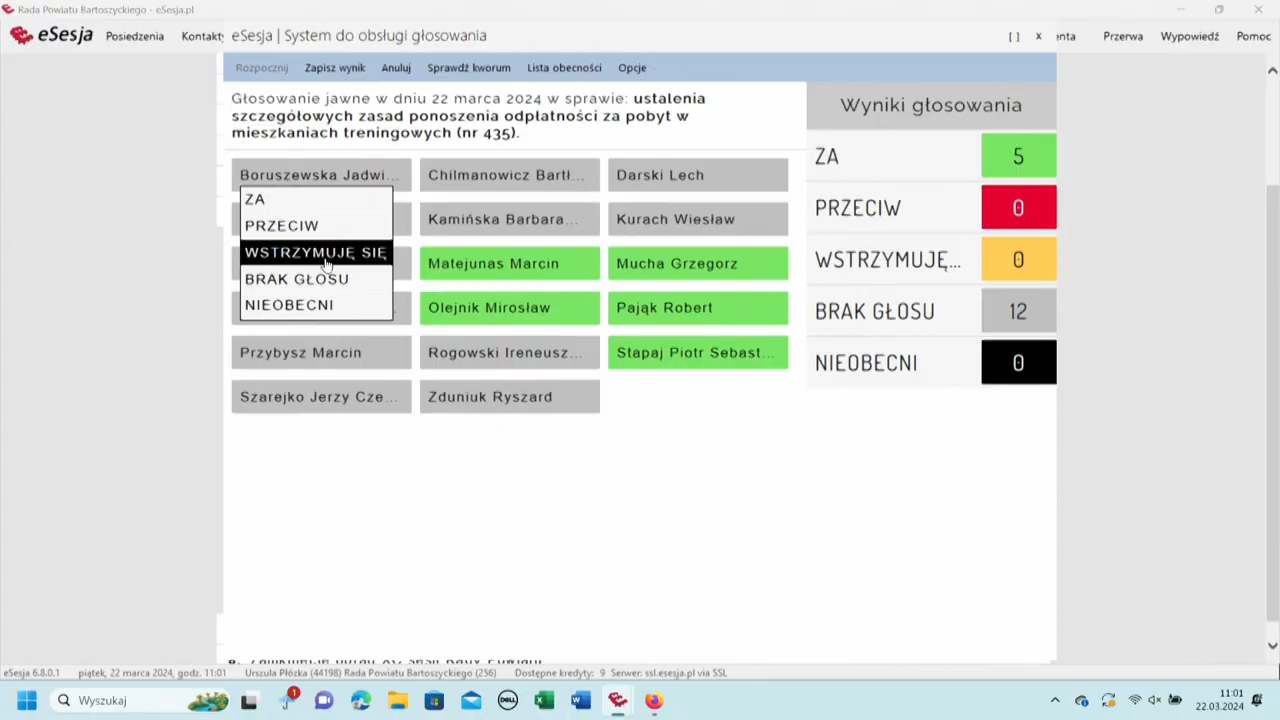 Rada Powiatu Bartoszyckiego - eSesja.pl
eSesja Posiedzenia Kontakty eSesja | System do obsługi głosowania [ ] x enta Przerwa Wypowiedź Pomoc
Rozpocznij Zapisz wynik Anuluj Sprawdź kworum Lista obecności Opcje
Głosowanie jawne w dniu 22 marca 2024 w sprawie: ustalenia
szczegółowych zasad ponoszenia odpłatności za pobyt w
mieszkaniach treningowych (nr 435).
Wyniki głosowania
Boruszewska Jadwi... Chilmanowicz Bartł... Darski Lech
ZA
PRZECIW
WSTRZYMUJĘ SIĘ
BRAK GŁOSU
NIEOBECNI
Kamińska Barbara... Kurach Wiesław
Matejunas Marcin Mucha Grzegorz
Olejnik Mirosław Pająk Robert
Przybysz Marcin Rogowski Ireneusz... Stapaj Piotr Sebast...
Szarejko Jerzy Cze... Zduniuk Ryszard
ZA 5
PRZECIW 0
WSTRZYMUJĘ... 0
BRAK GŁOSU 12
NIEOBECNI 0
eSesja 6.8.0.1 piątek, 22 marca 2024, godz. 11:01 Urszula Płózka (44198) Rada Powiatu Bartoszyckiego (256) Dostępne kredyty: 9 Serwer: ssl.esesja.pl via SSL
Wyszukaj 1 DELL 11:01
22.03.2024